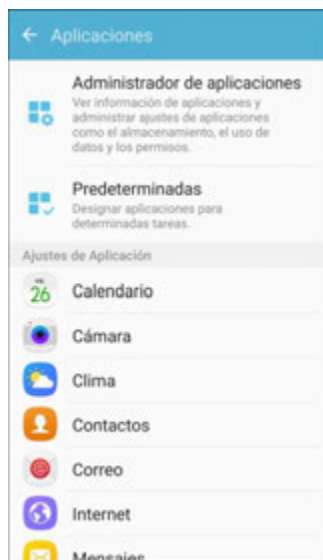 Aplicaciones
Administrador de aplicaciones
Ver información de aplicaciones y
administrar ajustes de aplicaciones
como el almacenamiento, el uso de
datos y los permisos.
Predeterminadas
Designar aplicaciones para
determinadas tareas.
Ajustes de Aplicación
26
Calendario
Cámara
Clima
Contactos
Correo
Internet
Mensajes